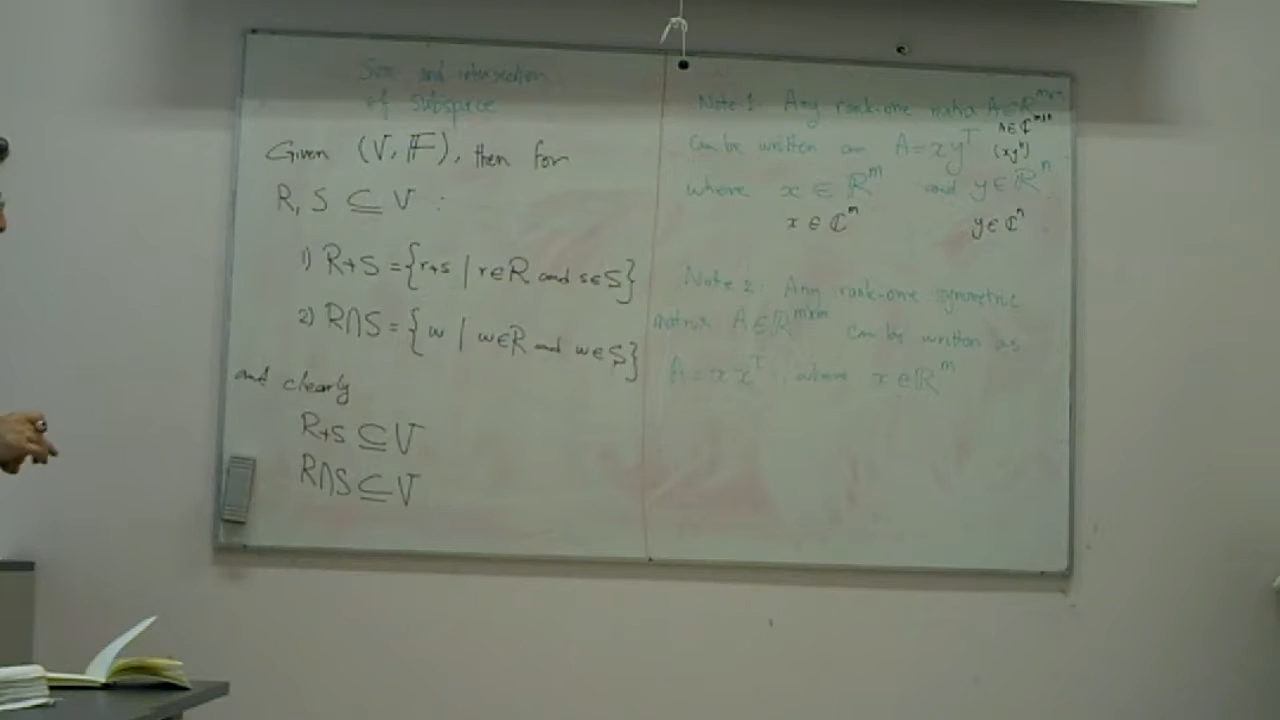 Sum and intersection
of subspace
Given (V, F), then for
R, S ⊆ V :
1) R+S = {r+s | r∈R and s∈S}
2) R∩S = {w | w∈R and w∈S}
and clearly
R+S ⊆ V
R∩S ⊆ V
Note 1. Any rank-one matrix A∈ℝ^{m×n}
A∈ℂ^{m×n}
can be written as A = xy^T (xy^H)
where x ∈ ℝ^m and y∈ℝ^n
x ∈ ℂ^m y∈ ℂ^n
Note 2. Any rank-one symmetric
matrix A∈ℝ^{m×m} can be written as
A = xx^T, where x∈ℝ^m